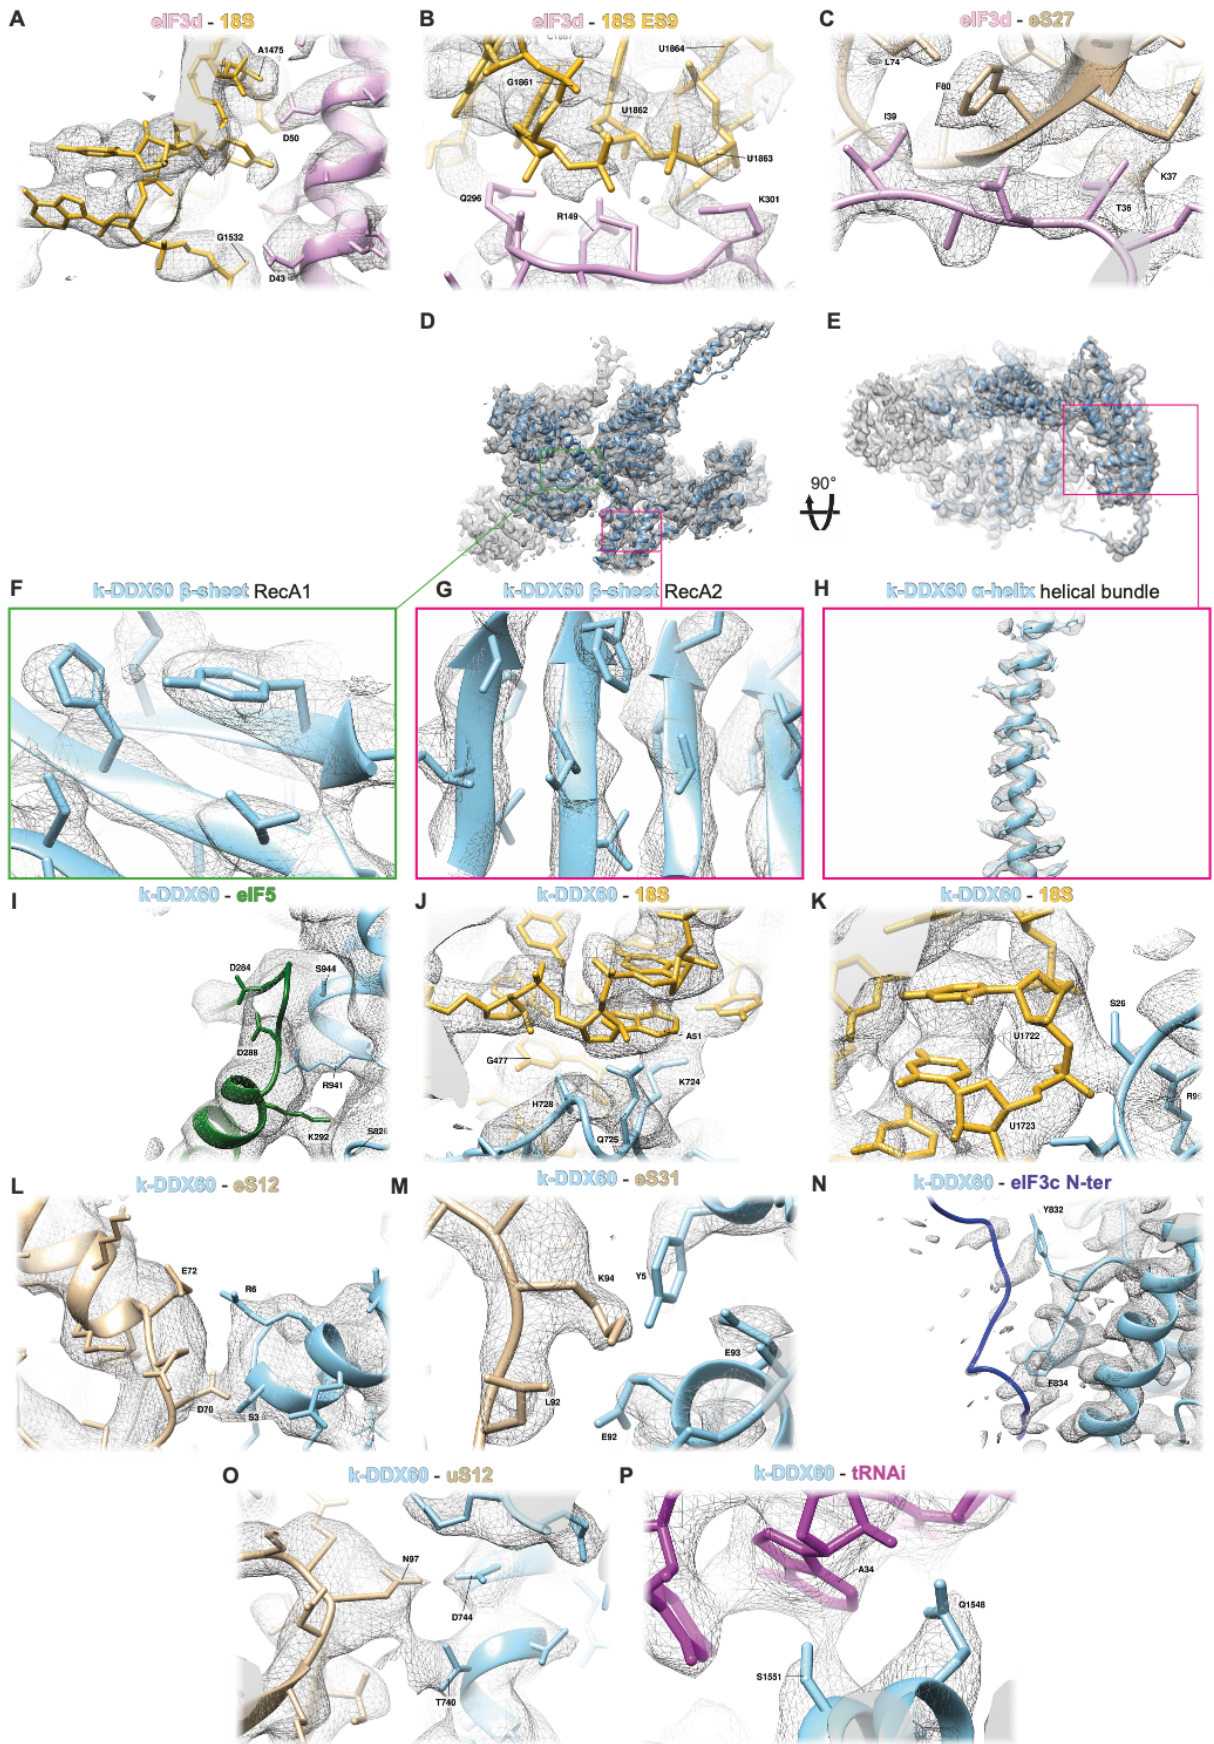 A eIF3d - 18S
A1475
D50
G1532
D43
B eIF3d - 18S ES9
U1864
G1861
U1862
U1863
Q296
R149
K301
C eIF3d - eS27
L74
F80
I39
K37
T36
D
E
90°
F k-DDX60 β-sheet RecA1
G k-DDX60 β-sheet RecA2
H k-DDX60 α-helix helical bundle
I k-DDX60 - eIF5
D284
S944
D288
R941
K292
J k-DDX60 - 18S
A51
G477
K724
H728
Q725
K k-DDX60 - 18S
S26
U1722
U1723
L k-DDX60 - eS12
E72
R6
D70
S3
M k-DDX60 - eS31
K94
Y5
E93
L92
E92
N k-DDX60 - eIF3c N-ter
Y832
F834
O k-DDX60 - uS12
N97
D744
T740
P k-DDX60 - tRNAi
A34
Q1548
S1551